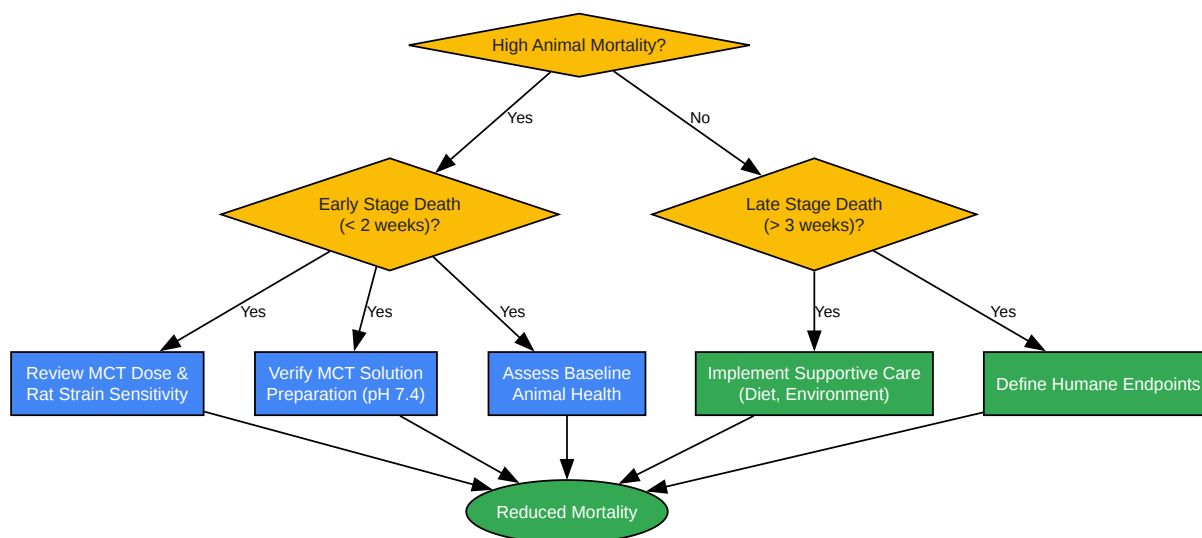 High Animal Mortality?
Yes
No
Early Stage Death
(< 2 weeks)?
Late Stage Death
(> 3 weeks)?
Yes
Yes
Yes
Yes
Yes
Review MCT Dose &
Rat Strain Sensitivity
Verify MCT Solution
Preparation (pH 7.4)
Assess Baseline
Animal Health
Implement Supportive Care
(Diet, Environment)
Define Humane Endpoints
Reduced Mortality